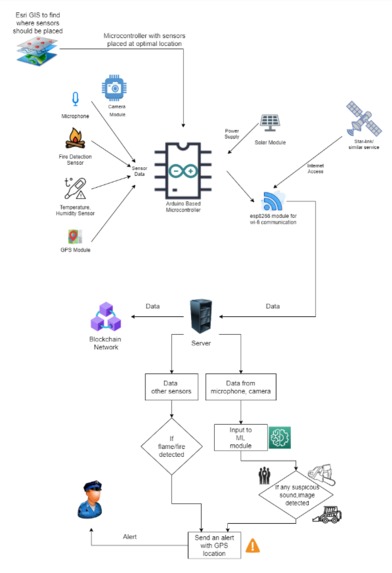 Esri GIS to find
where sensors
should be placed
Microcontroller with sensors
placed at optimal location
Camera
Module
Microphone
Fire Detection
Sensor
Sensor
Data
Temperature,
Humidity Sensor
GPS Module
Arduino Based
Microcontroller
Power
Supply
Solar Module
Starlink/
similar service
Internet
Access
esp8266 module for
wi-fi communication
Data
Data
Blockchain
Network
Server
Data
other sensors
Data from
microphone, camera
If
flame/fire
detected
Input to
ML
module
If any suspicous
sound,image
detected
Alert
Send an alert
with GPS
location